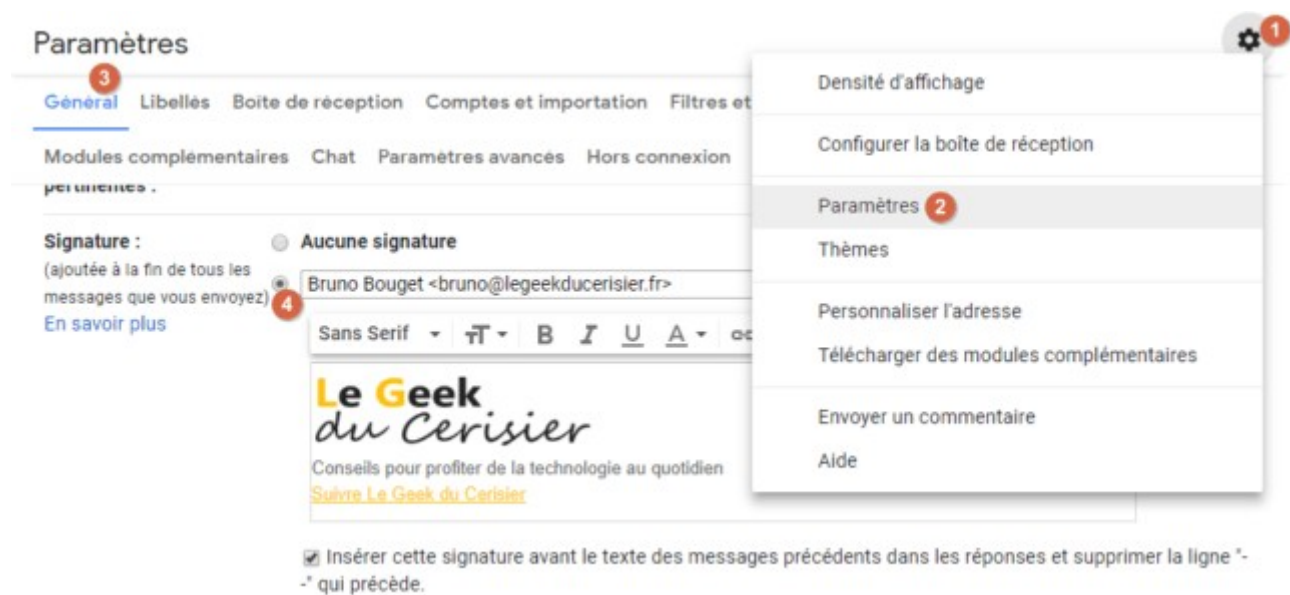 Paramètres
1
3
Général Libellés Boîte de réception Comptes et importation Filtres et
Modules complémentaires Chat Paramètres avancés Hors connexion
pertinentes :
Densité d'affichage
Configurer la boîte de réception
Paramètres 2
Thèmes
Personnaliser l'adresse
Télécharger des modules complémentaires
Envoyer un commentaire
Aide
Signature :
(ajoutée à la fin de tous les
messages que vous envoyez)
En savoir plus
Aucune signature
Bruno Bouget <bruno@legeekducerisier.fr>
4
Sans Serif T B I U A
Le Geek
du Cerisier
Conseils pour profiter de la technologie au quotidien
Suivre Le Geek du Cerisier
Insérer cette signature avant le texte des messages précédents dans les réponses et supprimer la ligne "-
-" qui précède.